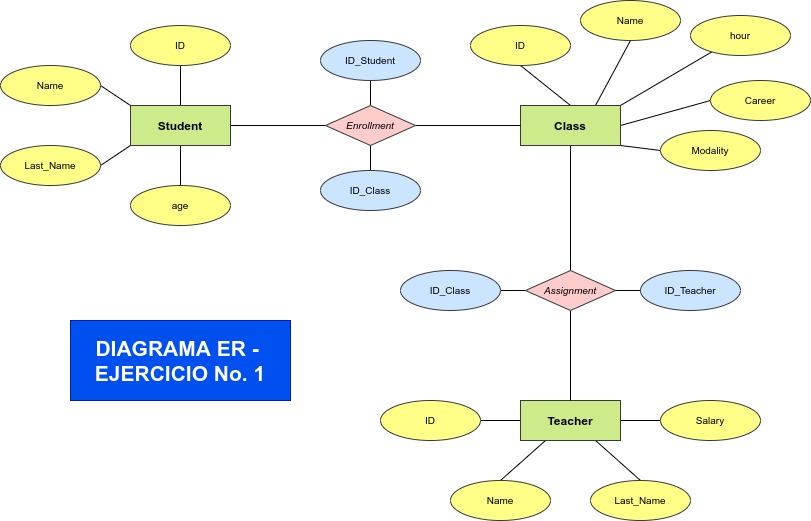 Name
ID
ID
hour
ID_Student
Name
Career
Student
Enrollment
Class
Modality
Last_Name
ID_Class
age
ID_Class
Assignment
ID_Teacher
DIAGRAMA ER -
EJERCICIO No. 1
ID
Teacher
Salary
Name
Last_Name